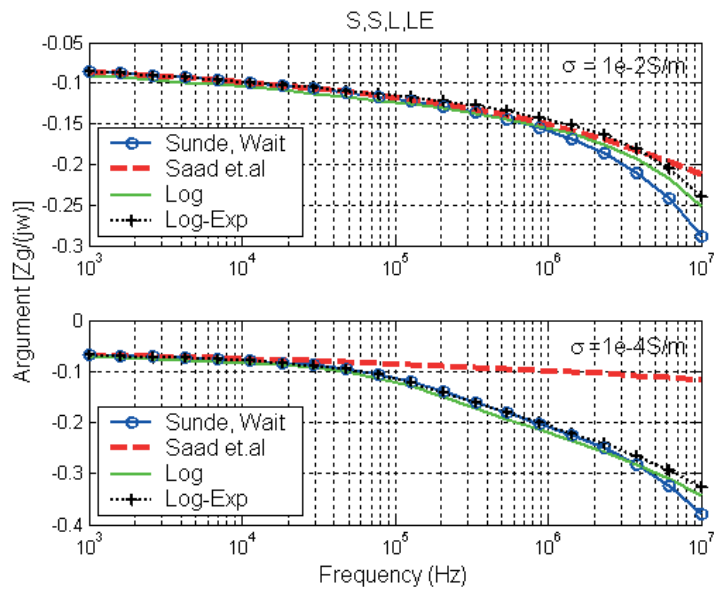 S,S,L,LE
-0.05
-0.1
-0.15
-0.2
-0.25
-0.3
σ = 1e-2S/m
Sunde, Wait
Saad et.al
Log
Log-Exp
10^3
10^4
10^5
10^6
10^7
Argument [Zg/(jw)]
0
-0.1
-0.2
-0.3
-0.4
σ =1e-4S/m
Sunde, Wait
Saad et.al
Log
Log-Exp
10^3
10^4
10^5
10^6
10^7
Frequency (Hz)